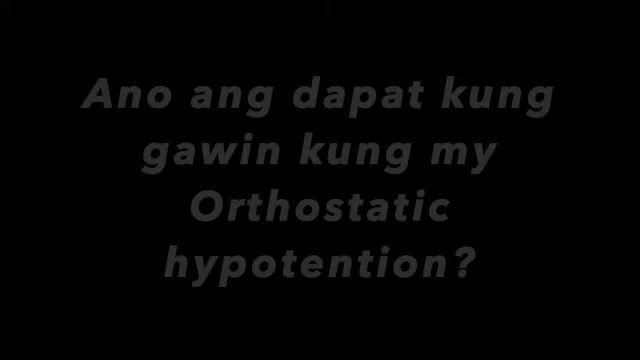 Ano ang dapat kung
gawin kung my
Orthostatic
hypotention?